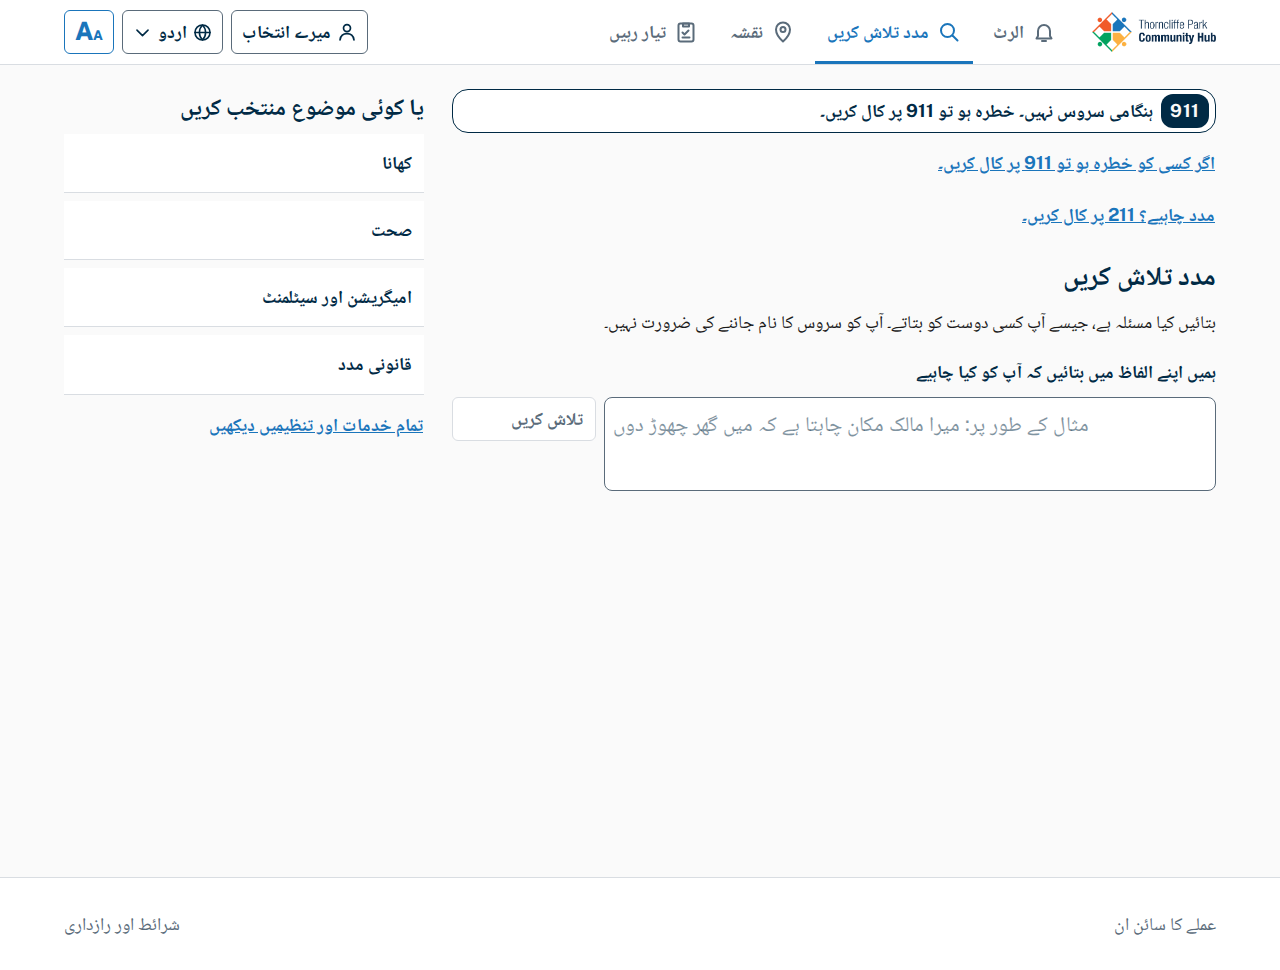 Thorncliffe Park
Community Hub
الرٹ
مدد تلاش کریں
نقشہ
تیار رہیں
میرے انتخاب
اردو
AA
911 ہنگامی سروس نہیں۔ خطرہ ہو تو 911 پر کال کریں۔
اگر کسی کو خطرہ ہو تو 911 پر کال کریں۔
مدد چاہیے؟ 211 پر کال کریں۔
مدد تلاش کریں
بتائیں کیا مسئلہ ہے، جیسے آپ کسی دوست کو بتاتے۔ آپ کو سروس کا نام جاننے کی ضرورت نہیں۔
ہمیں اپنے الفاظ میں بتائیں کہ آپ کو کیا چاہیے
مثال کے طور پر: میرا مالک مکان چاہتا ہے کہ میں گھر چھوڑ دوں
تلاش کریں
یا کوئی موضوع منتخب کریں
کھانا
صحت
امیگریشن اور سیٹلمنٹ
قانونی مدد
تمام خدمات اور تنظیمیں دیکھیں
عملے کا سائن ان
شرائط اور رازداری